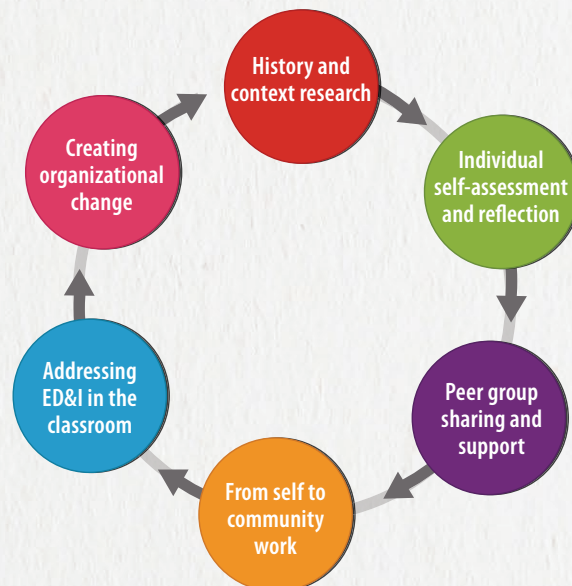 History and
context research
Individual
self-assessment
and reflection
Peer group
sharing and
support
From self to
community
work
Addressing
ED&I in the
classroom
Creating
organizational
change